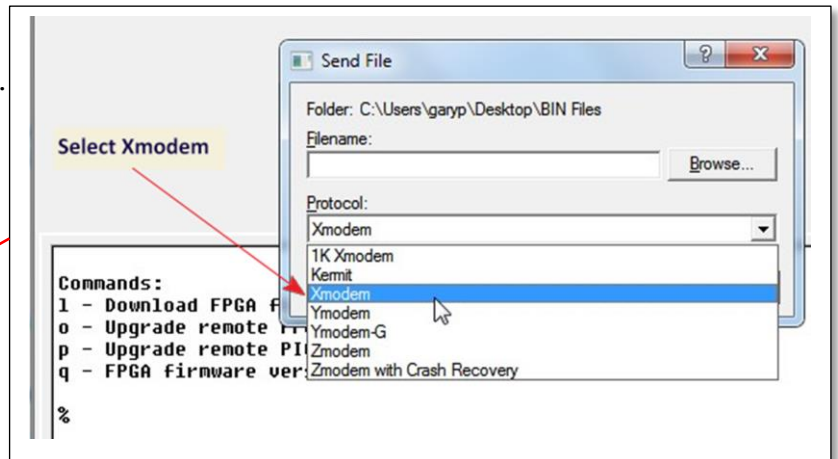 Send File
Folder: C:\Users\garyp\Desktop\BIN Files
Filename:
Select Xmodem
Browse...
Protocol:
Xmodem
1K Xmodem
Kermit
Xmodem
Ymodem
Ymodem-G
Zmodem
Zmodem with Crash Recovery
Commands:
l - Download FPGA f
o - Upgrade remote
p - Upgrade remote PI
q - FPGA firmware ver
%